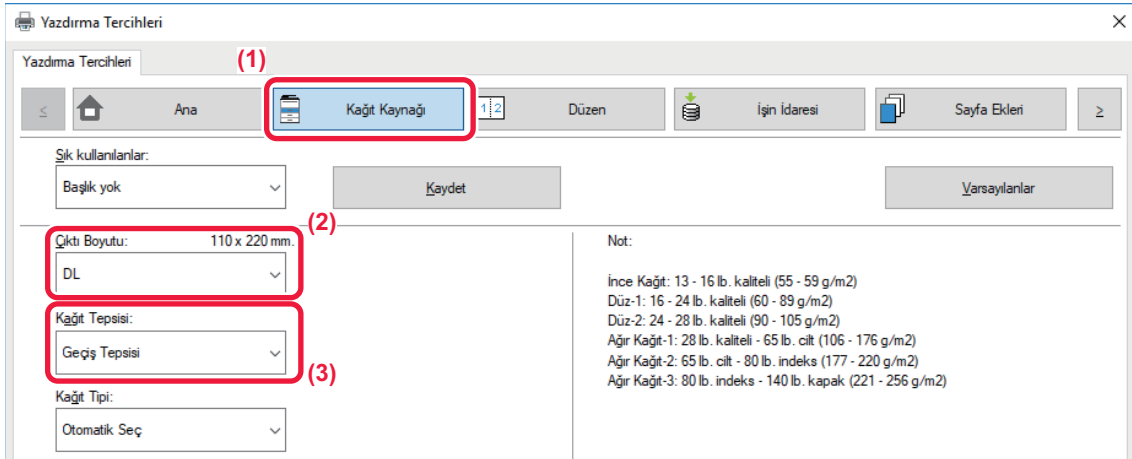 Yazdırma Tercihleri
Yazdırma Tercihleri
(1)
≤ Ana Kağıt Kaynağı 1 2 Düzen İşin İdaresi Sayfa Ekleri ≥
Sık kullanılanlar:
Başlık yok Kaydet Varsayılanlar
(2)
Çıktı Boyutu: 110 x 220 mm.
DL
Kağıt Tepsisi:
Geçiş Tepsisi
(3)
Kağıt Tipi:
Otomatik Seç
Not:
İnce Kağıt: 13 - 16 lb. kaliteli (55 - 59 g/m2)
Düz-1: 16 - 24 lb. kaliteli (60 - 89 g/m2)
Düz-2: 24 - 28 lb. kaliteli (90 - 105 g/m2)
Ağır Kağıt-1: 28 lb. kaliteli - 65 lb. cilt (106 - 176 g/m2)
Ağır Kağıt-2: 65 lb. cilt - 80 lb. indeks (177 - 220 g/m2)
Ağır Kağıt-3: 80 lb. indeks - 140 lb. kapak (221 - 256 g/m2)